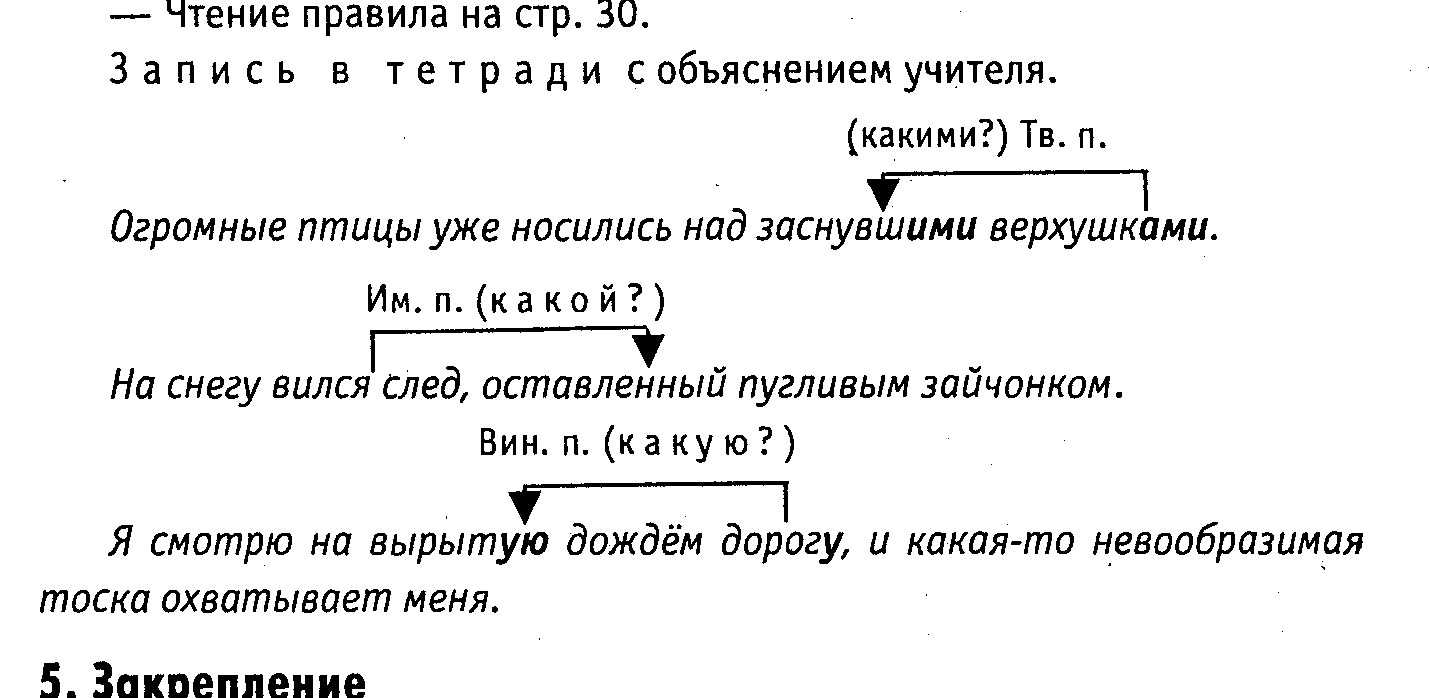 — Чтение правила на стр. 30.
Запись в тетради с объяснением учителя.
(какими?) Тв. п.
Огромные птицы уже носились над заснувшими верхушками.
Им. п. (какой?)
На снегу вился след, оставленный пугливым зайчонком.
Вин. п. (какую?)
Я смотрю на вырытую дождём дорогу, и какая-то невообразимая
тоска охватывает меня.
5. Закрепление